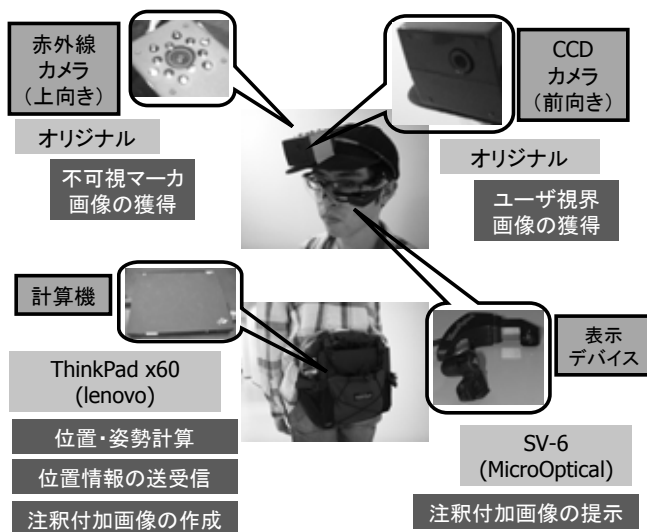 赤外線
カメラ
（上向き）
オリジナル
不可視マーカ
画像の獲得
CCD
カメラ
（前向き）
オリジナル
ユーザ視界
画像の獲得
計算機
ThinkPad x60
(lenovo)
位置・姿勢計算
位置情報の送受信
注釈付加画像の作成
表示
デバイス
SV-6
(MicroOptical)
注釈付加画像の提示